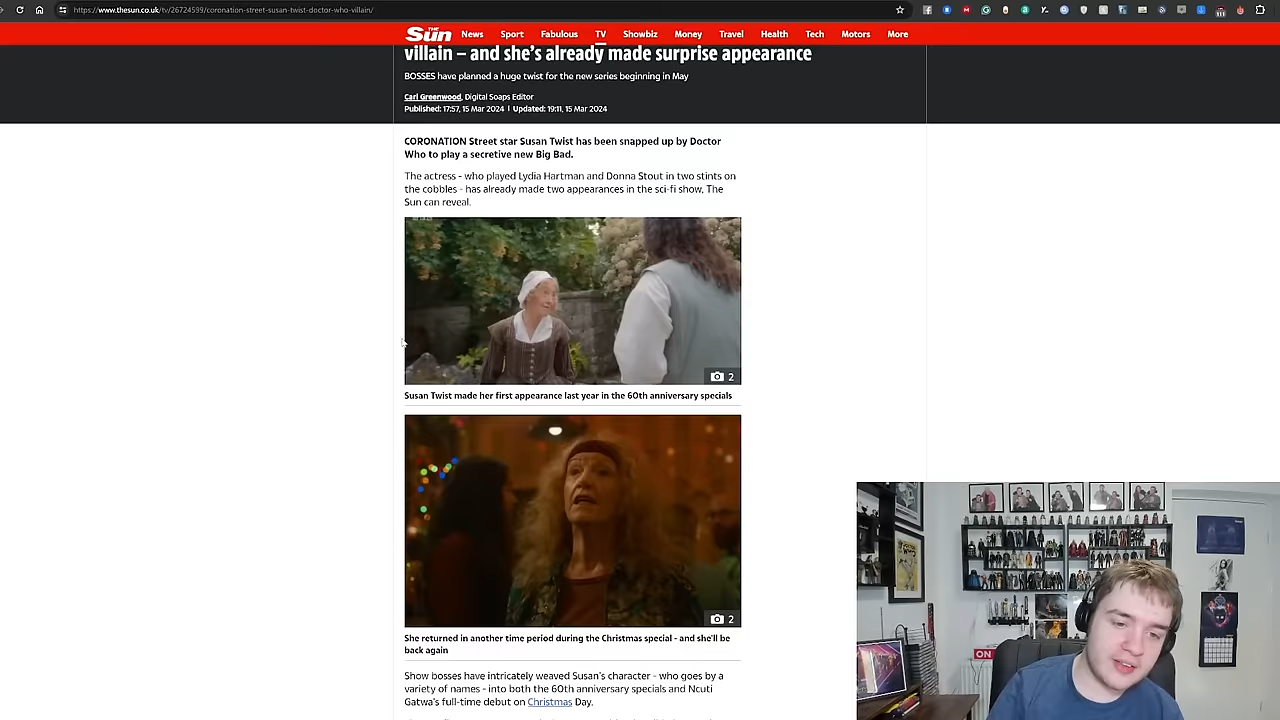 https://www.thesun.co.uk/tv/26724599/coronation-street-susan-twist-doctor-who-villain/
THE Sun News Sport Fabulous TV Showbiz Money Travel Health Tech Motors More
villain – and she's already made surprise appearance
BOSSES have planned a huge twist for the new series beginning in May
Carl Greenwood, Digital Soaps Editor
Published: 17:57, 15 Mar 2024 | Updated: 19:11, 15 Mar 2024
CORONATION Street star Susan Twist has been snapped up by Doctor
Who to play a secretive new Big Bad.
The actress - who played Lydia Hartman and Donna Stout in two stints on
the cobbles - has already made two appearances in the sci-fi show, The
Sun can reveal.
2
Susan Twist made her first appearance last year in the 60th anniversary specials
2
She returned in another time period during the Christmas special - and she'll be
back again
Show bosses have intricately weaved Susan's character - who goes by a
variety of names - into both the 60th anniversary specials and Ncuti
Gatwa's full-time debut on Christmas Day.
ON